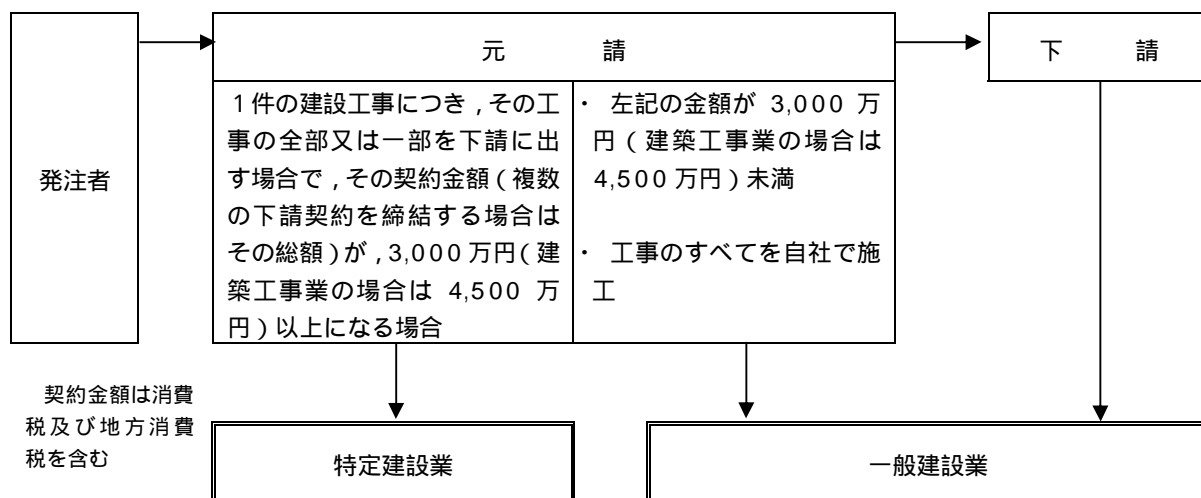 発注者
元 請
下 請
1件の建設工事につき,その工
事の全部又は一部を下請に出
す場合で,その契約金額(複数
の下請契約を締結する場合は
その総額)が,3,000 万円(建
築工事業の場合は 4,500 万
円)以上になる場合
・ 左記の金額が 3,000 万
円(建築工事業の場合は
4,500 万円)未満
・ 工事のすべてを自社で施
工
契約金額は消費
税及び地方消費
税を含む
特定建設業
一般建設業